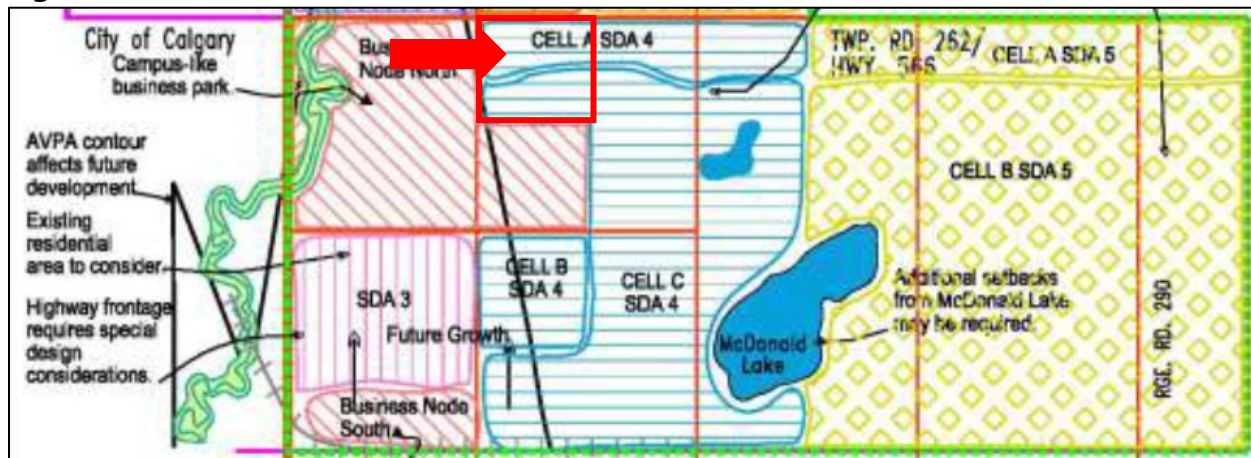 City of Calgary
Campus-like
business park
AVPA contour
affects future
development
Existing
residential
area to consider
Highway frontage
requires special
design
considerations.
Node North
CELL A SDA 4
TWP. RD. 262/
HWY 566
CELL A SDA 5
CELL B SDA 5
SDA 3
CELL B
SDA 4
CELL C
SDA 4
Future Growth
Business Node
South
McDonald
Lake
Additional setbacks
from McDonald Lake
may be required.
RGE. RD. 290